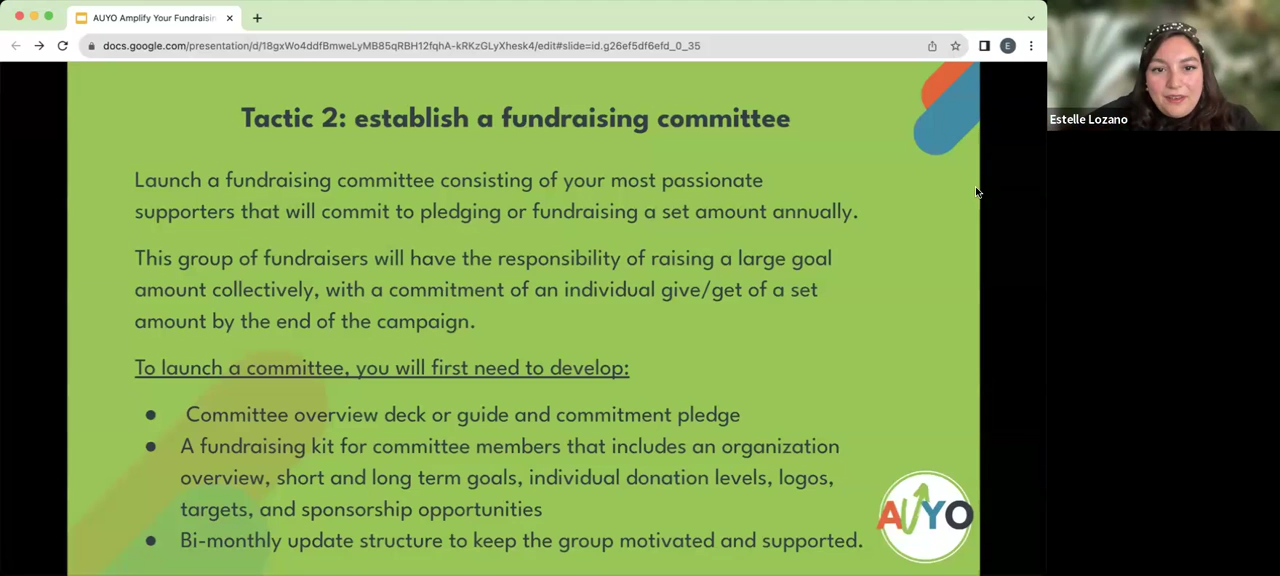 AUYO Amplify Your Fundraisin
docs.google.com/presentation/d/18gxWo4ddfBmweLyMB85qRBH12fqhA-kRKzGLyXhesk4/edit#slide=id.g26ef5df6efd_0_35
E
Tactic 2: establish a fundraising committee
Launch a fundraising committee consisting of your most passionate
supporters that will commit to pledging or fundraising a set amount annually.
This group of fundraisers will have the responsibility of raising a large goal
amount collectively, with a commitment of an individual give/get of a set
amount by the end of the campaign.
To launch a committee, you will first need to develop:
● Committee overview deck or guide and commitment pledge
● A fundraising kit for committee members that includes an organization
overview, short and long term goals, individual donation levels, logos,
targets, and sponsorship opportunities
● Bi-monthly update structure to keep the group motivated and supported.
AUYO
Estelle Lozano